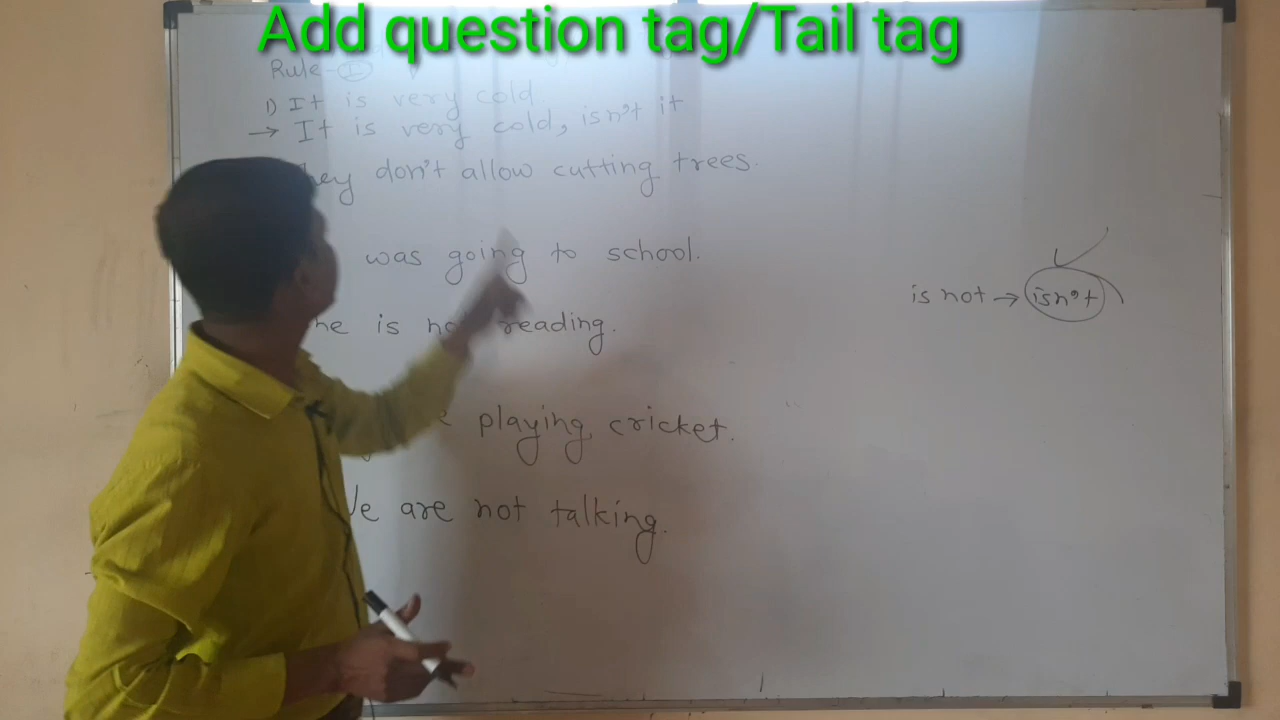 Add question tag/Tail tag
Rule-I
1) It is very cold
→ It is very cold, isn't it
don't allow cutting trees.
was going to school.
is not reading.
is not → isn't
playing cricket.
are not talking.